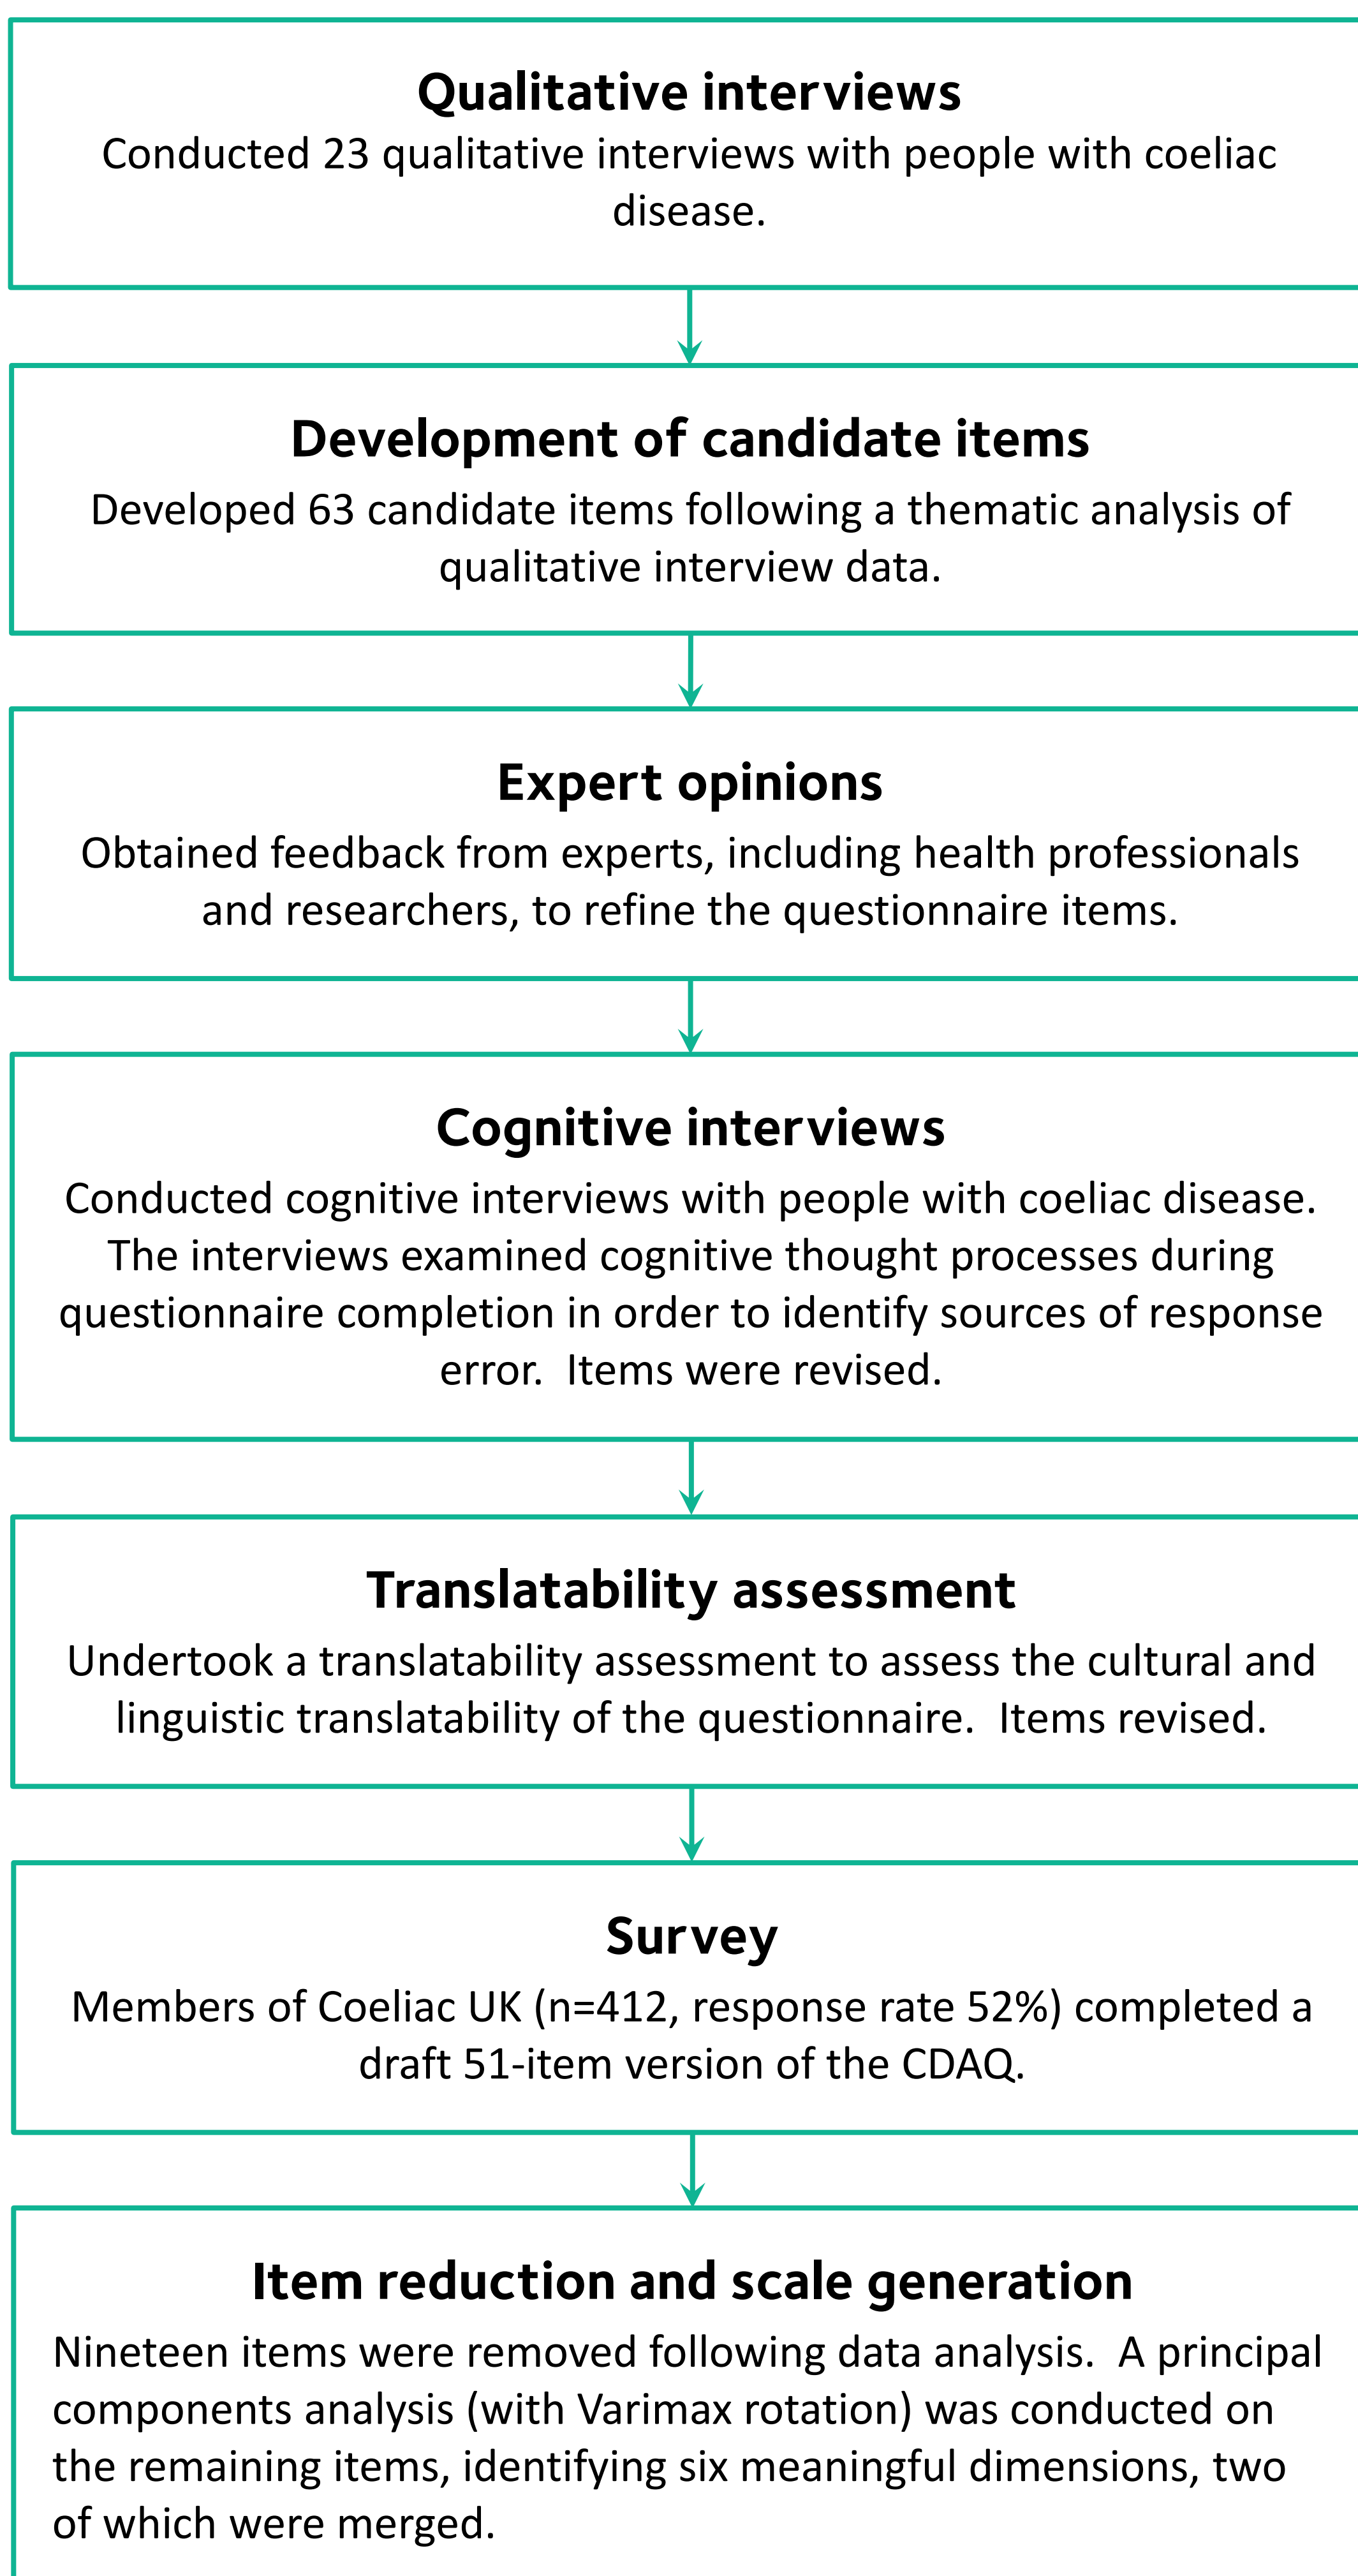 Qualitative interviews
Conducted 23 qualitative interviews with people with coeliac
disease.
Development of candidate items
Developed 63 candidate items following a thematic analysis of
qualitative interview data.
Expert opinions
Obtained feedback from experts, including health professionals
and researchers, to refine the questionnaire items.
Cognitive interviews
Conducted cognitive interviews with people with coeliac disease.
The interviews examined cognitive thought processes during
questionnaire completion in order to identify sources of response
error.  Items were revised.
Translatability assessment
Undertook a translatability assessment to assess the cultural and
linguistic translatability of the questionnaire.  Items revised.
Survey
Members of Coeliac UK (n=412, response rate 52%) completed a
draft 51-item version of the CDAQ.
Item reduction and scale generation
Nineteen items were removed following data analysis.  A principal
components analysis (with Varimax rotation) was conducted on
the remaining items, identifying six meaningful dimensions, two
of which were merged.